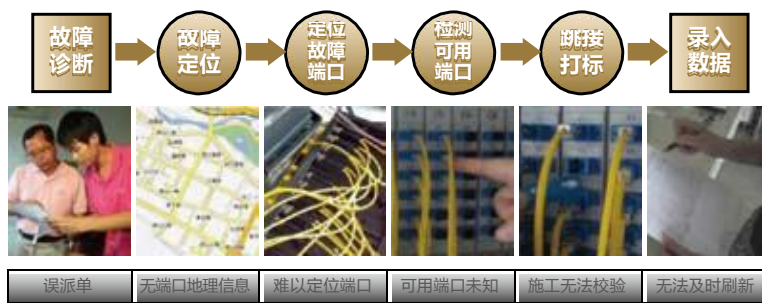 故障
诊断
故障
定位
定位
故障
端口
检测
可用
端口
跳接
打标
录入
数据
误派单
无端口地理信息
难以定位端口
可用端口未知
施工无法校验
无法及时刷新